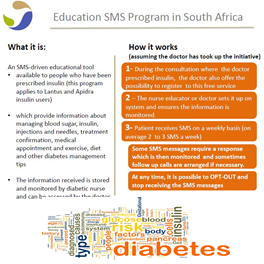 Education SMS Program in South Africa
What it is:
An SMS-driven educational tool
• available to people who have been
prescribed insulin (this program
applies to Lantus and Apidra
insulin users)
• which provide information about
managing blood sugar, insulin,
injections and needles, treatment
confirmation, medical
appointment and exercise, diet
and other diabetes management
tips
• The information received is stored
and monitored by diabetic nurse
and can be accessed by the doctor
How it works
(assuming the doctor has took up the initiative)
1- During the consultation where the doctor
prescribed insulin, the doctor also offer the
possibility to register to this free service
2 – The nurse educator or doctor sets it up on
system and ensures the information is
monitored.
3- Patient receives SMS on a weekly basis (on
average 2 to 3 SMS a week)
Some SMS messages require a response
which is then monitored and sometimes
follow up calls are arranged if necessary.
At any time, it is possible to OPT-OUT and
stop receiving the SMS messages
type
causes
people
glucose
blood
risk
body
insulin
factors
prevent
pancreas
diabetes